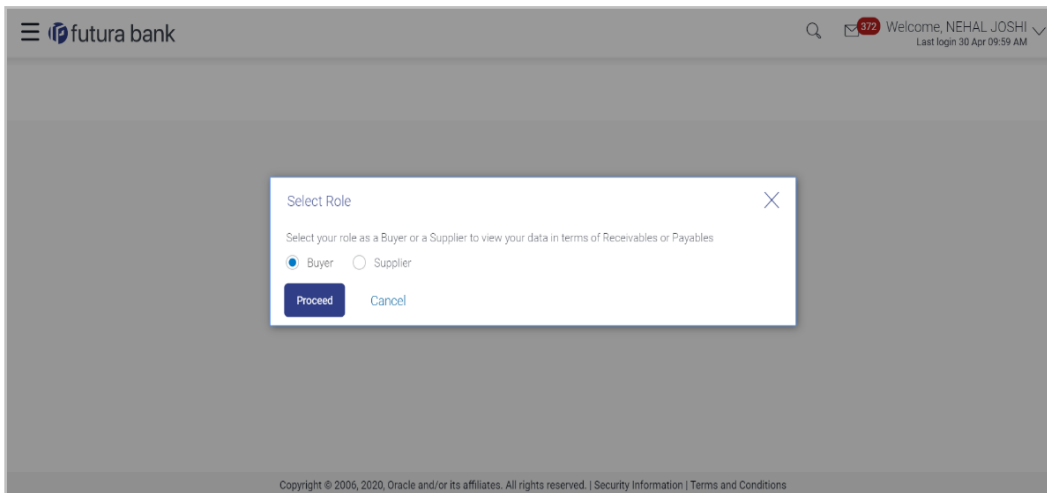 futura bank
372 Welcome, NEHAL JOSHI
Last login 30 Apr 09:59 AM
Select Role
Select your role as a Buyer or a Supplier to view your data in terms of Receivables or Payables
Buyer Supplier
Proceed Cancel
Copyright © 2006, 2020, Oracle and/or its affiliates. All rights reserved. | Security Information | Terms and Conditions